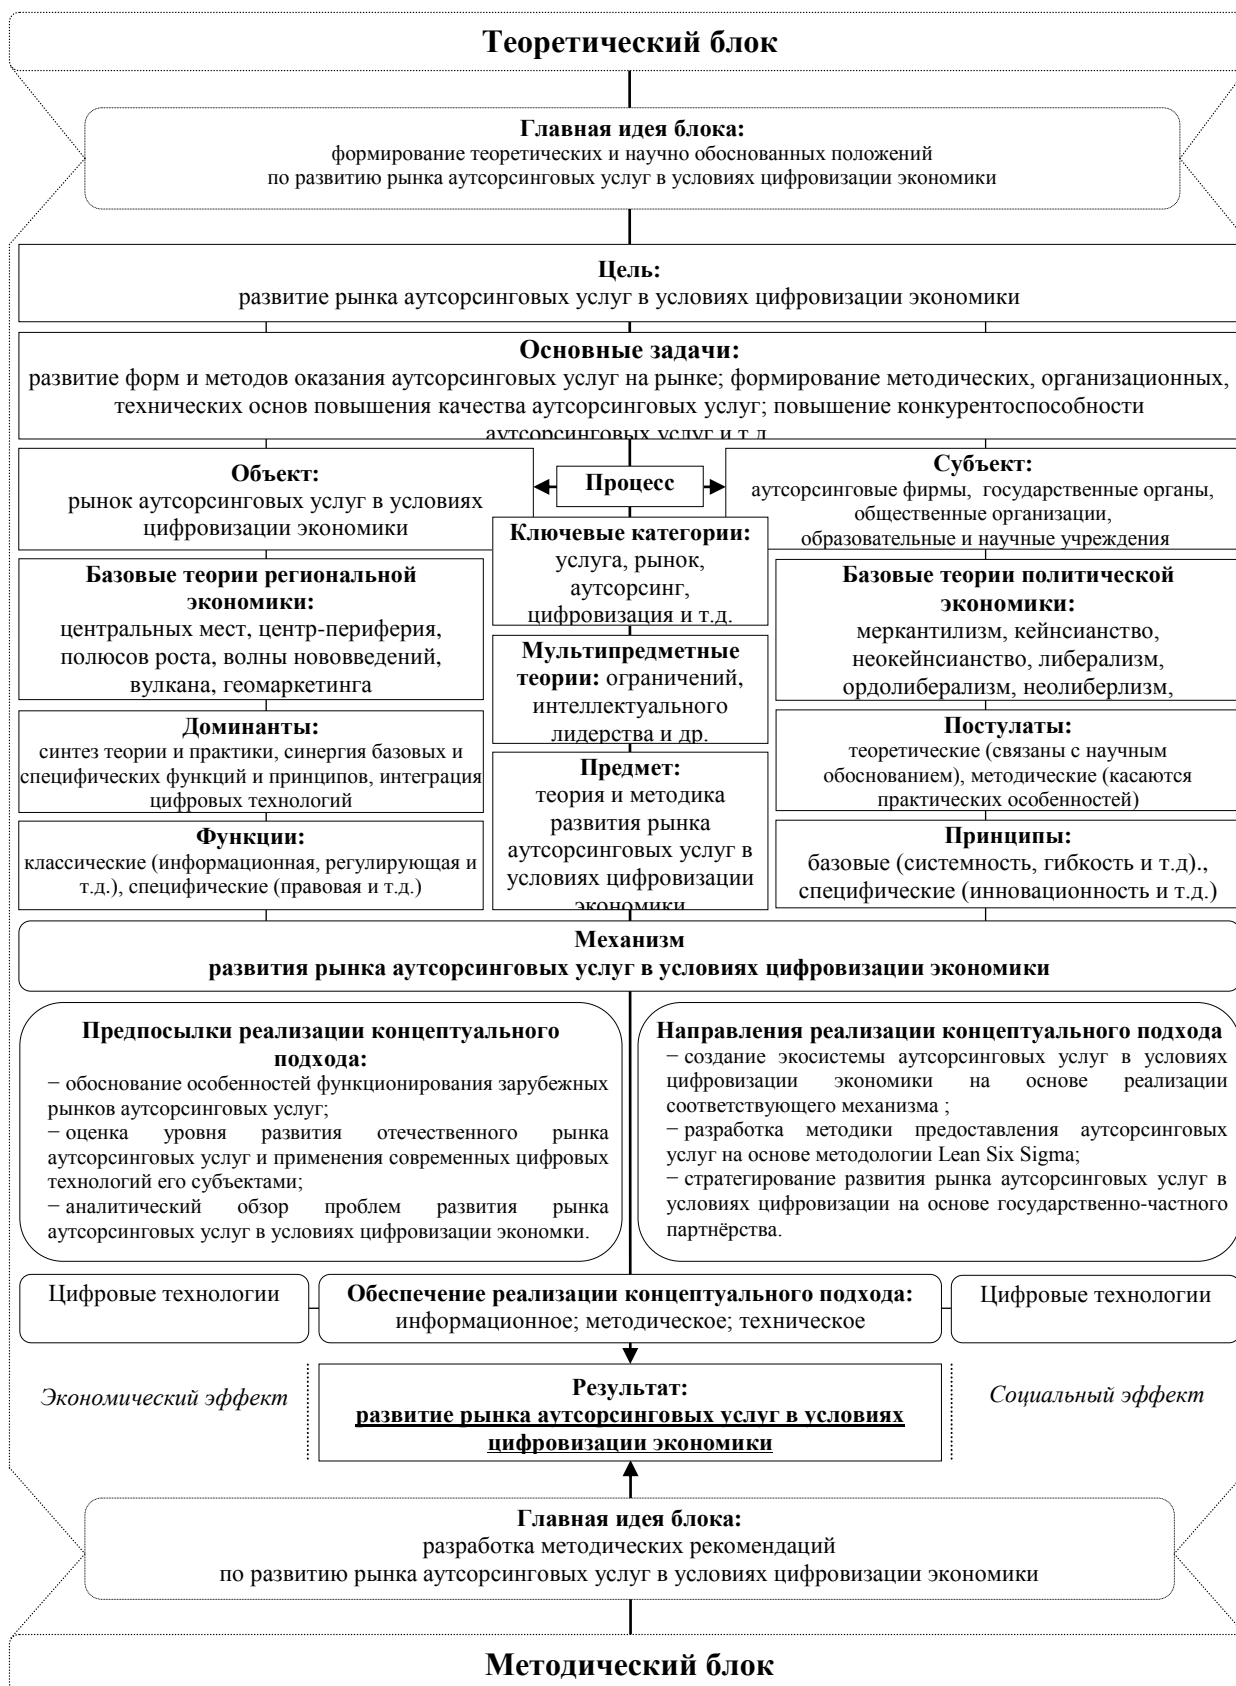 Теоретический блок
Главная идея блока:
формирование теоретических и научно обоснованных положений
по развитию рынка аутсорсинговых услуг в условиях цифровизации экономики
Цель:
развитие рынка аутсорсинговых услуг в условиях цифровизации экономики
Основные задачи:
развитие форм и методов оказания аутсорсинговых услуг на рынке; формирование методических, организационных,
технических основ повышения качества аутсорсинговых услуг; повышение конкурентоспособности
аутсорсинговых услуг и т.д
Объект:
рынок аутсорсинговых услуг в условиях
цифровизации экономики
Процесс
Субъект:
аутсорсинговые фирмы, государственные органы,
общественные организации,
образовательные и научные учреждения
Ключевые категории:
услуга, рынок,
аутсорсинг,
цифровизация и т.д.
Базовые теории региональной
экономики:
центральных мест, центр-периферия,
полюсов роста, волны нововведений,
вулкана, геомаркетинга
Базовые теории политической
экономики:
меркантилизм, кейнсианство,
неокейнсианство, либерализм,
ордолиберализм, неолиберлизм,
Мультипредметные
теории: ограничений,
интеллектуального
лидерства и др.
Доминанты:
синтез теории и практики, синергия базовых и
специфических функций и принципов, интеграция
цифровых технологий
Постулаты:
теоретические (связаны с научным
обоснованием), методические (касаются
практических особенностей)
Предмет:
теория и методика
развития рынка
аутсорсинговых услуг в
условиях цифровизации
экономики
Функции:
классические (информационная, регулирующая и
т.д.), специфические (правовая и т.д.)
Принципы:
базовые (системность, гибкость и т.д).,
специфические (инновационность и т.д.)
Механизм
развития рынка аутсорсинговых услуг в условиях цифровизации экономики
Предпосылки реализации концептуального
подхода:
− обоснование особенностей функционирования зарубежных
рынков аутсорсинговых услуг;
− оценка уровня развития отечественного рынка
аутсорсинговых услуг и применения современных цифровых
технологий его субъектами;
− аналитический обзор проблем развития рынка
аутсорсинговых услуг в условиях цифровизации экономки.
Направления реализации концептуального подхода
− создание экосистемы аутсорсинговых услуг в условиях
цифровизации экономики на основе реализации
соответствующего механизма ;
− разработка методики предоставления аутсорсинговых
услуг на основе методологии Lean Six Sigma;
− стратегирование развития рынка аутсорсинговых услуг в
условиях цифровизации на основе государственно-частного
партнёрства.
Цифровые технологии
Обеспечение реализации концептуального подхода:
информационное; методическое; техническое
Цифровые технологии
Экономический эффект
Результат:
развитие рынка аутсорсинговых услуг в условиях
цифровизации экономики
Социальный эффект
Главная идея блока:
разработка методических рекомендаций
по развитию рынка аутсорсинговых услуг в условиях цифровизации экономики
Методический блок